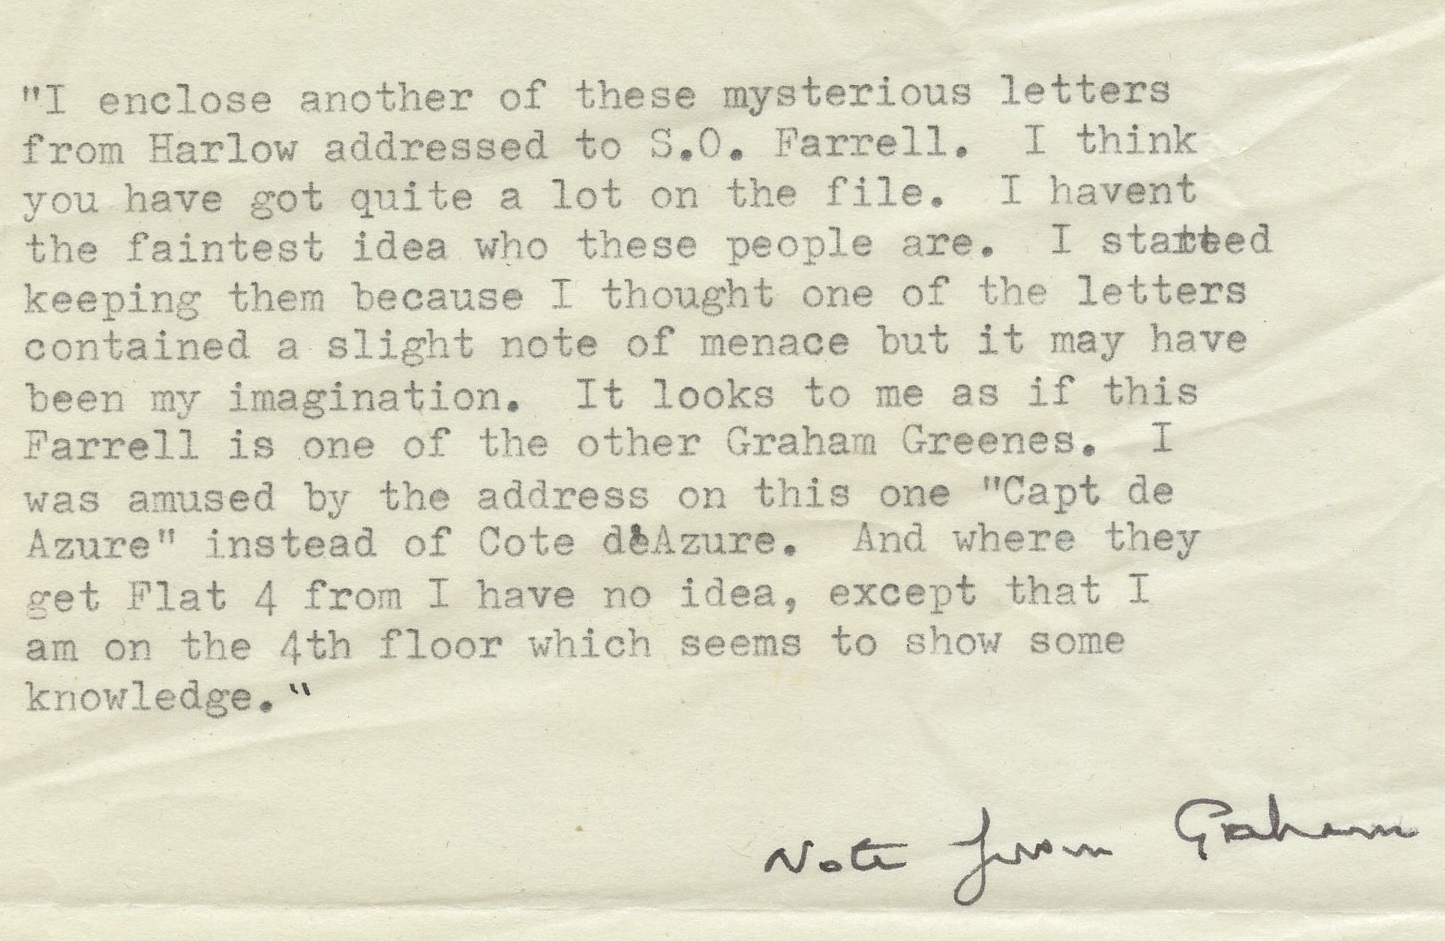 "I enclose another of these mysterious letters
from Harlow addressed to S.O. Farrell.  I think
you have got quite a lot on the file.  I havent
the faintest idea who these people are.  I started
keeping them because I thought one of the letters
contained a slight note of menace but it may have
been my imagination.  It looks to me as if this
Farrell is one of the other Graham Greenes.  I
was amused by the address on this one "Capt de
Azure" instead of Cote d'Azure.  And where they
get Flat 4 from I have no idea, except that I
am on the 4th floor which seems to show some
knowledge."
Note from Graham